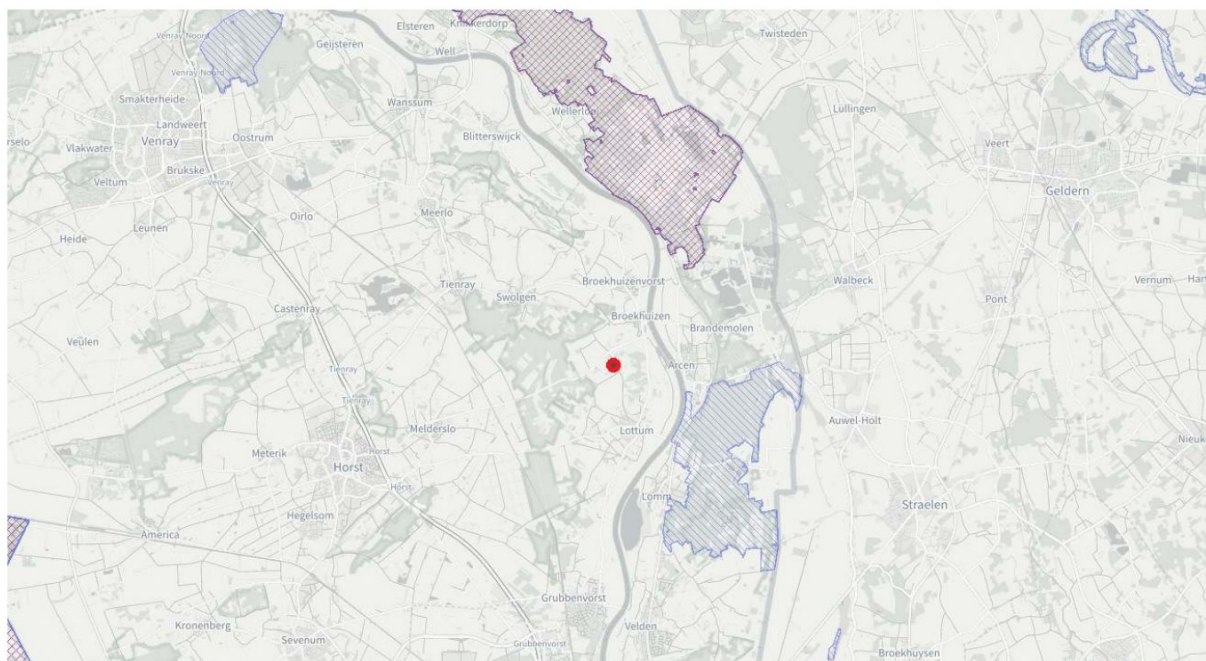 Elsteren
Knikkerdorp
Venray Noord
Geijsteren
Well
Twisteden
Venray-Noord
Smakterheide
Wanssum
Wellerlooi
Lüllingen
Landweert
Oostrum
Blitterswijck
Venray
Vlakwater
Veert
Brukske
Veltum
Venray
Geldern
Oirlo
Meerlo
Leunen
Heide
Broekhuizenvorst
Walbeck
Vernum
Tienray
Swolgen
Pont
Castenray
Broekhuizen
Brandemolen
Veülen
Tienray
Arcen
Tienray
Auwel-Holt
Melderslo
Lottum
Meterik
Horst
Horst
Horst
Lomm
Straelen
Hegelsom
America
Grubbenvorst
Kronenberg
Velden
Sevenum
Grubbenvorst
Broekhuysen